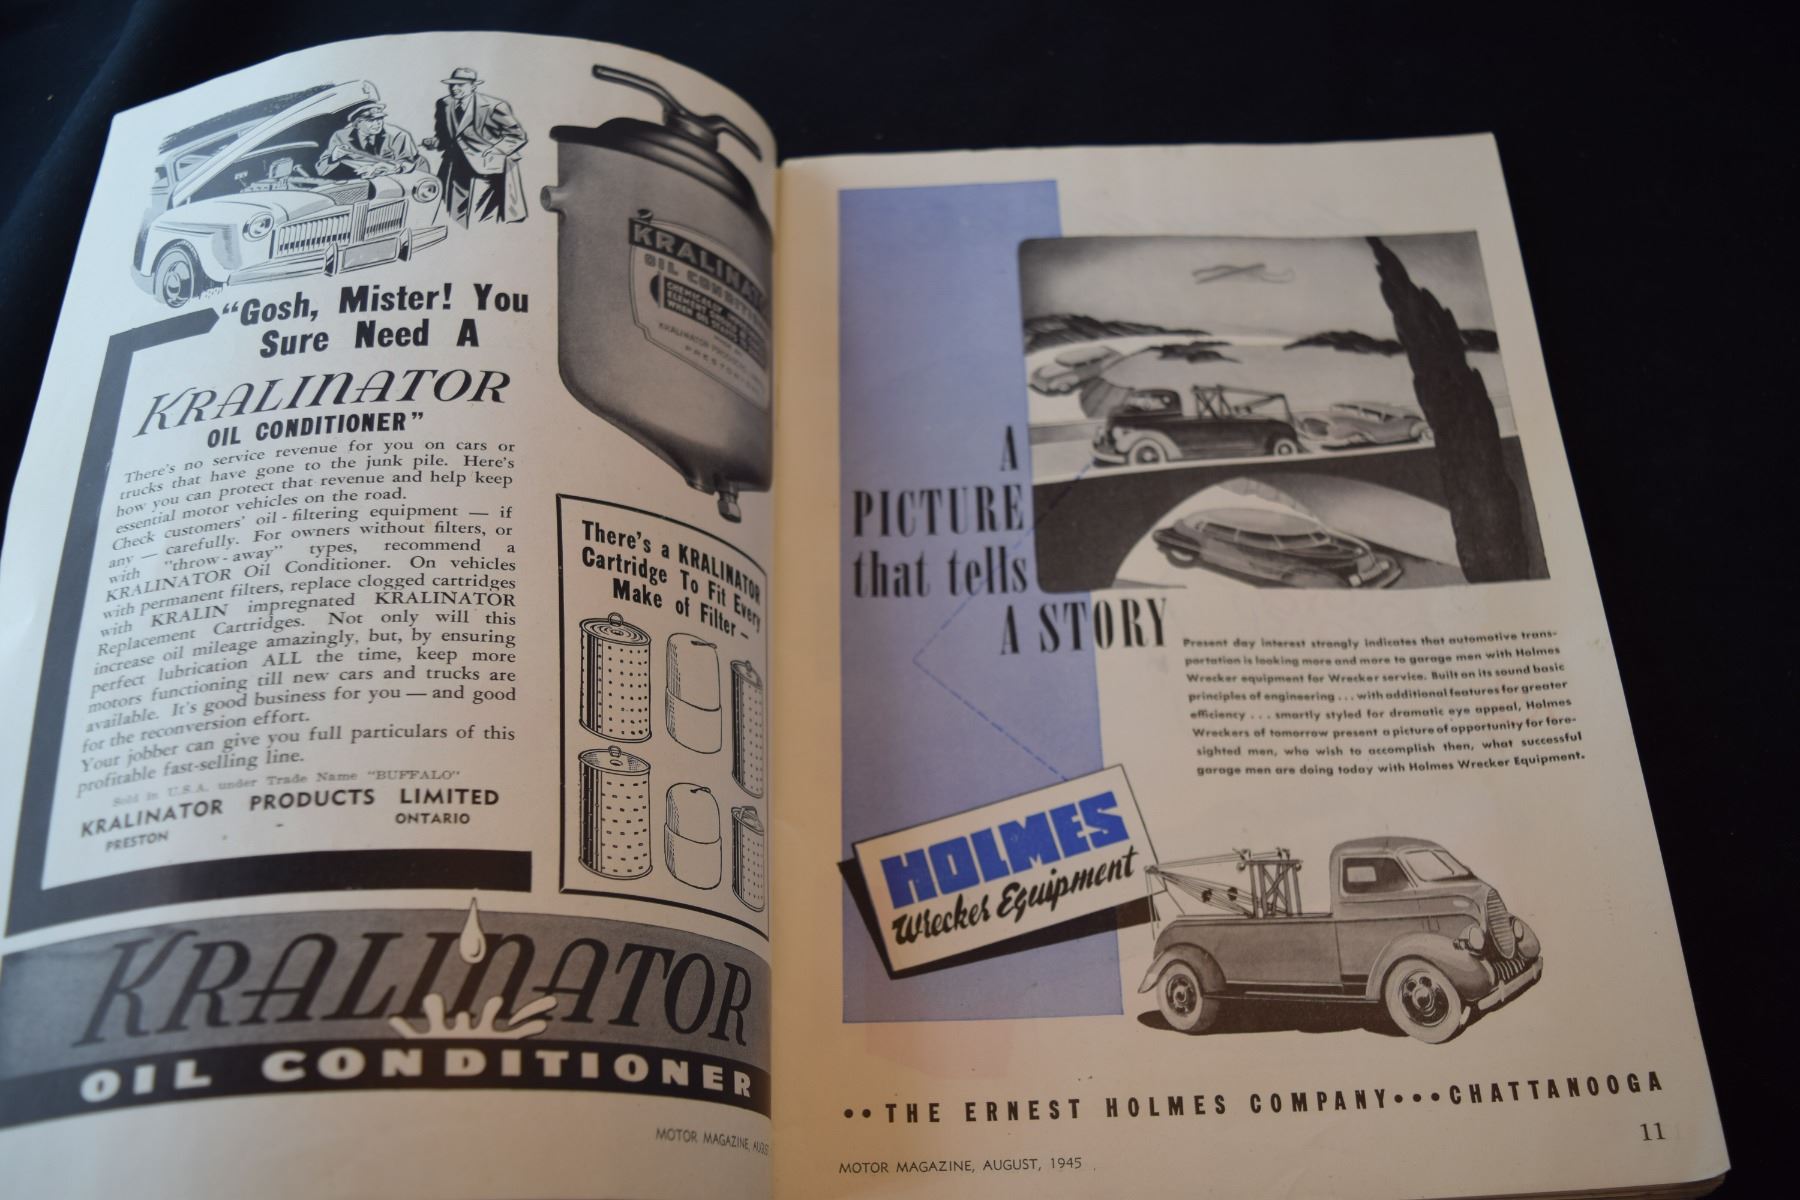 "Gosh, Mister! You
Sure Need A
KRALINATOR
OIL CONDITIONER"
There's no service revenue for you on cars or
trucks that have gone to the junk pile. Here's
how you can protect that revenue and help keep
essential motor vehicles on the road.
Check customers' oil-filtering equipment — if
any — carefully. For owners without filters, or
with "throw-away" types, recommend a
KRALINATOR Oil Conditioner. On vehicles
with permanent filters, replace clogged cartridges
with KRALIN impregnated KRALINATOR
Replacement Cartridges. Not only will this
increase oil mileage amazingly, but, by ensuring
perfect lubrication ALL the time, keep more
motors functioning till new cars and trucks are
available. It's good business for you — and good
for the reconversion effort.
Your jobber can give you full particulars of this
profitable fast-selling line.
Sold in U.S.A. under Trade Name "BUFFALO"
KRALINATOR PRODUCTS LIMITED
PRESTON ONTARIO
KRALINAT
OIL CONDITION
CHEMICAL
ELEMENT
WHEN OIL
KRALINATOR PRODUC
PRESTON
There's a KRALINATOR
Cartridge To Fit Every
Make of Filter –
KRALINATOR
OIL CONDITIONER
MOTOR MAGAZINE, AUGUS
A
PICTURE
that tells
A STORY
Present day interest strongly indicates that automotive trans-
portation is looking more and more to garage men with Holmes
Wrecker equipment for Wrecker service. Built on its sound basic
principles of engineering . . . with additional features for greater
efficiency . . . smartly styled for dramatic eye appeal, Holmes
Wreckers of tomorrow present a picture of opportunity for fore-
sighted men, who wish to accomplish then, what successful
garage men are doing today with Holmes Wrecker Equipment.
HOLMES
Wrecker Equipment
••THE ERNEST HOLMES COMPANY•••CHATTANOOGA
11
MOTOR MAGAZINE, AUGUST, 1945